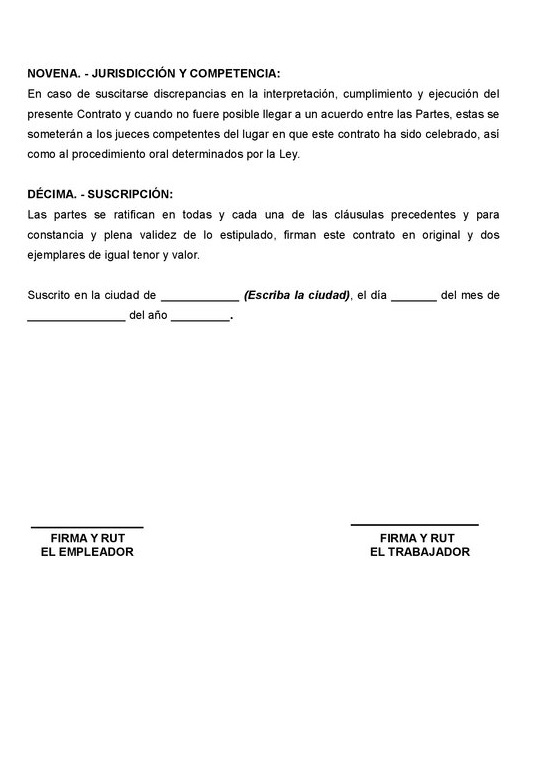 NOVENA. - JURISDICCIÓN Y COMPETENCIA:
En caso de suscitarse discrepancias en la interpretación, cumplimiento y ejecución del
presente Contrato y cuando no fuere posible llegar a un acuerdo entre las Partes, estas se
someterán a los jueces competentes del lugar en que este contrato ha sido celebrado, así
como al procedimiento oral determinados por la Ley.
DÉCIMA. - SUSCRIPCIÓN:
Las partes se ratifican en todas y cada una de las cláusulas precedentes y para
constancia y plena validez de lo estipulado, firman este contrato en original y dos
ejemplares de igual tenor y valor.
Suscrito en la ciudad de ____________ (Escriba la ciudad), el día _______ del mes de
_______________ del año _________.
FIRMA Y RUT
EL EMPLEADOR
FIRMA Y RUT
EL TRABAJADOR